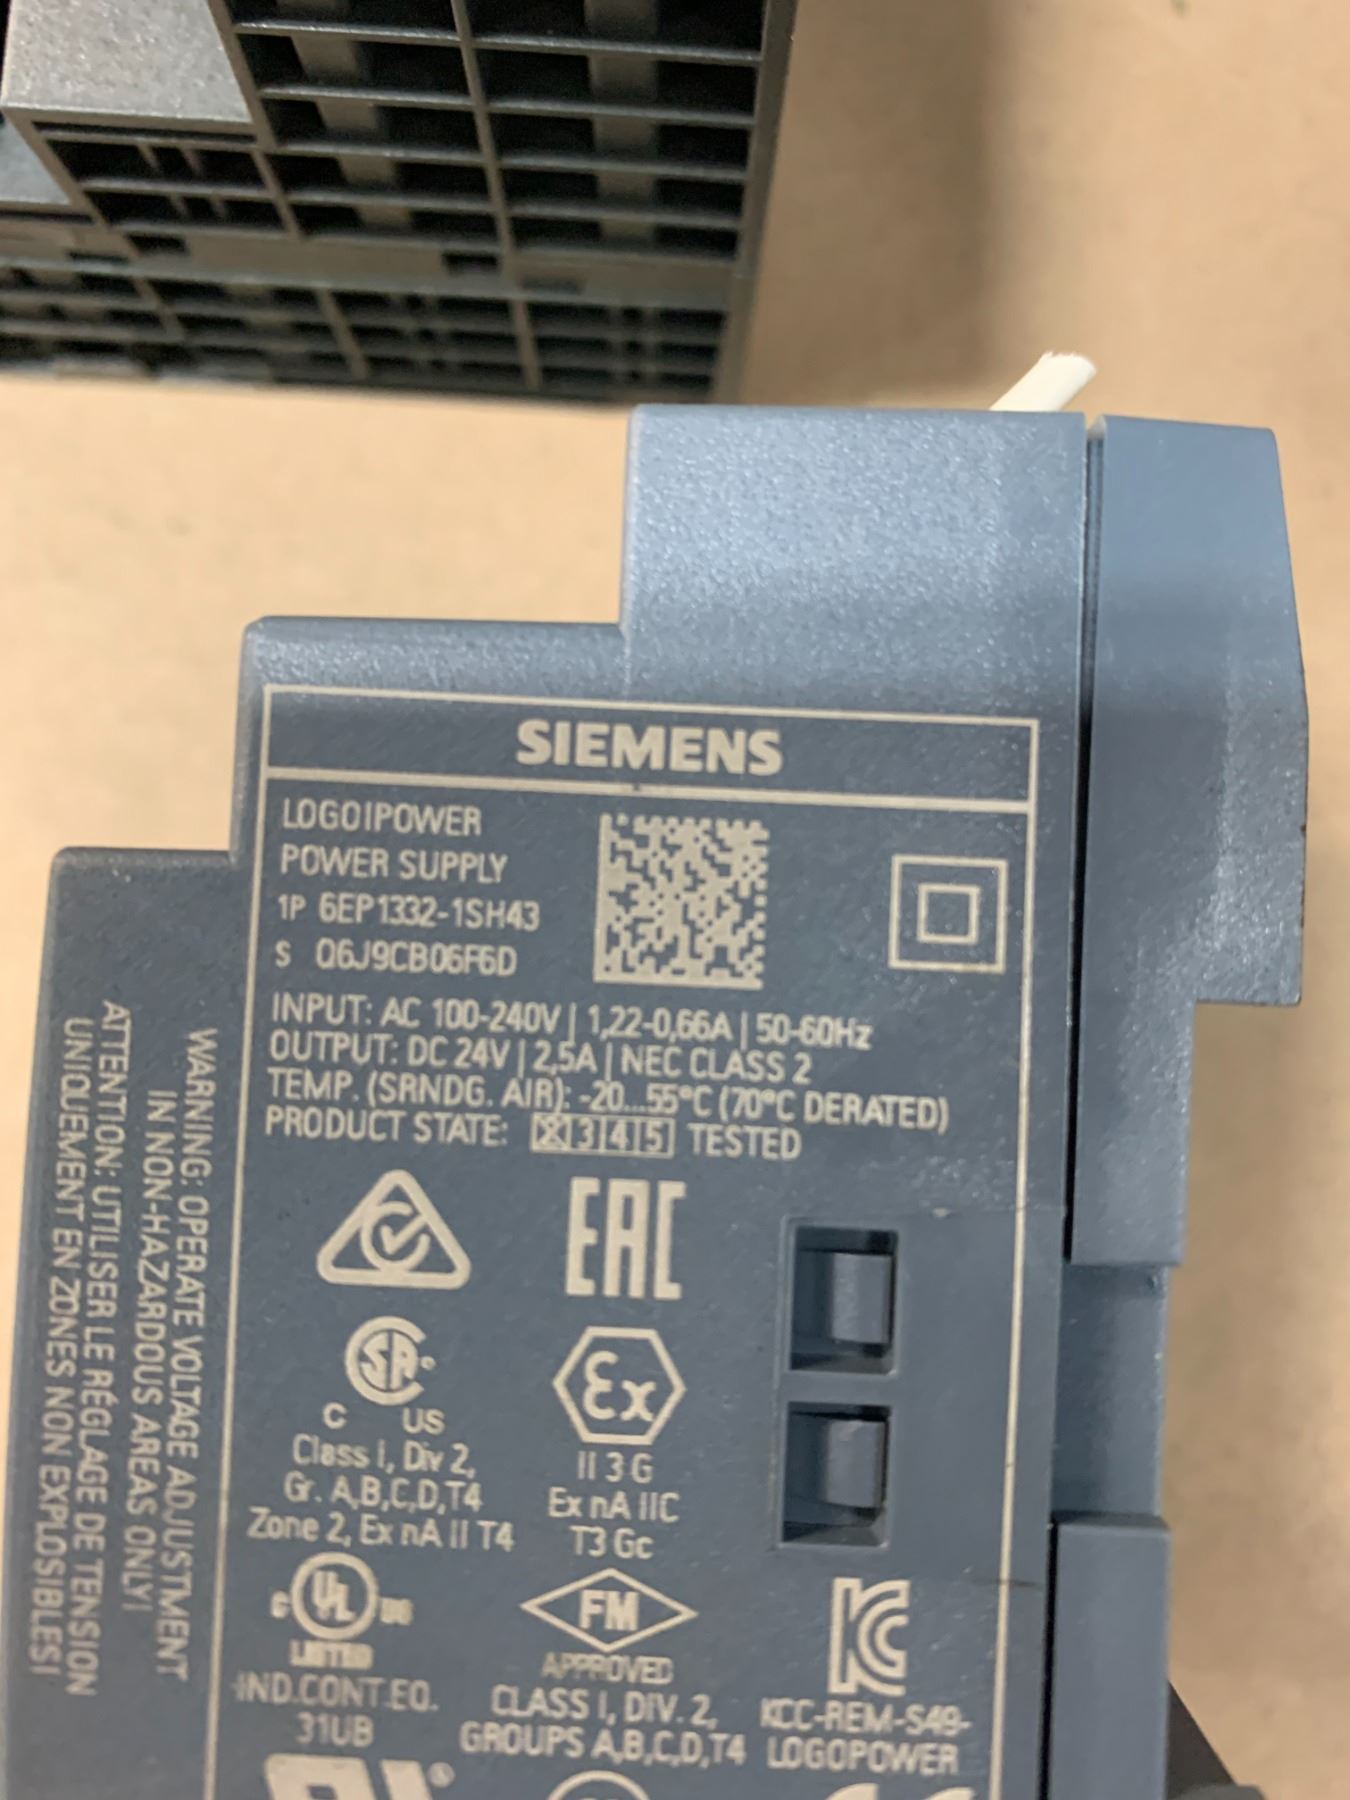 SIEMENS
LOGO!POWER
POWER SUPPLY
1P 6EP1332-1SH43
S Q6J9CB06F6D
INPUT: AC 100-240V | 1,22-0,66A | 50-60Hz
OUTPUT: DC 24V | 2,5A | NEC CLASS 2
TEMP. (SRNDG. AIR): -20...55°C (70°C DERATED)
PRODUCT STATE: X 3 4 5 TESTED
WARNING: OPERATE VOLTAGE ADJUSTMENT
IN NON-HAZARDOUS AREAS ONLY!
ATTENTION: UTILISER LE RÉGLAGE DE TENSION
UNIQUEMENT EN ZONES NON EXPLOSIBLES!
EAC
SA
C US
Class I, Div 2,
Gr. A,B,C,D,T4
Zone 2, Ex nA II T4
Ex
II 3 G
Ex nA IIC
T3 Gc
c UL us
LISTED
IND.CONT.EQ.
31UB
FM
APPROVED
CLASS I, DIV. 2,
GROUPS A,B,C,D,T4
KC
KCC-REM-S49-
LOGOPOWER